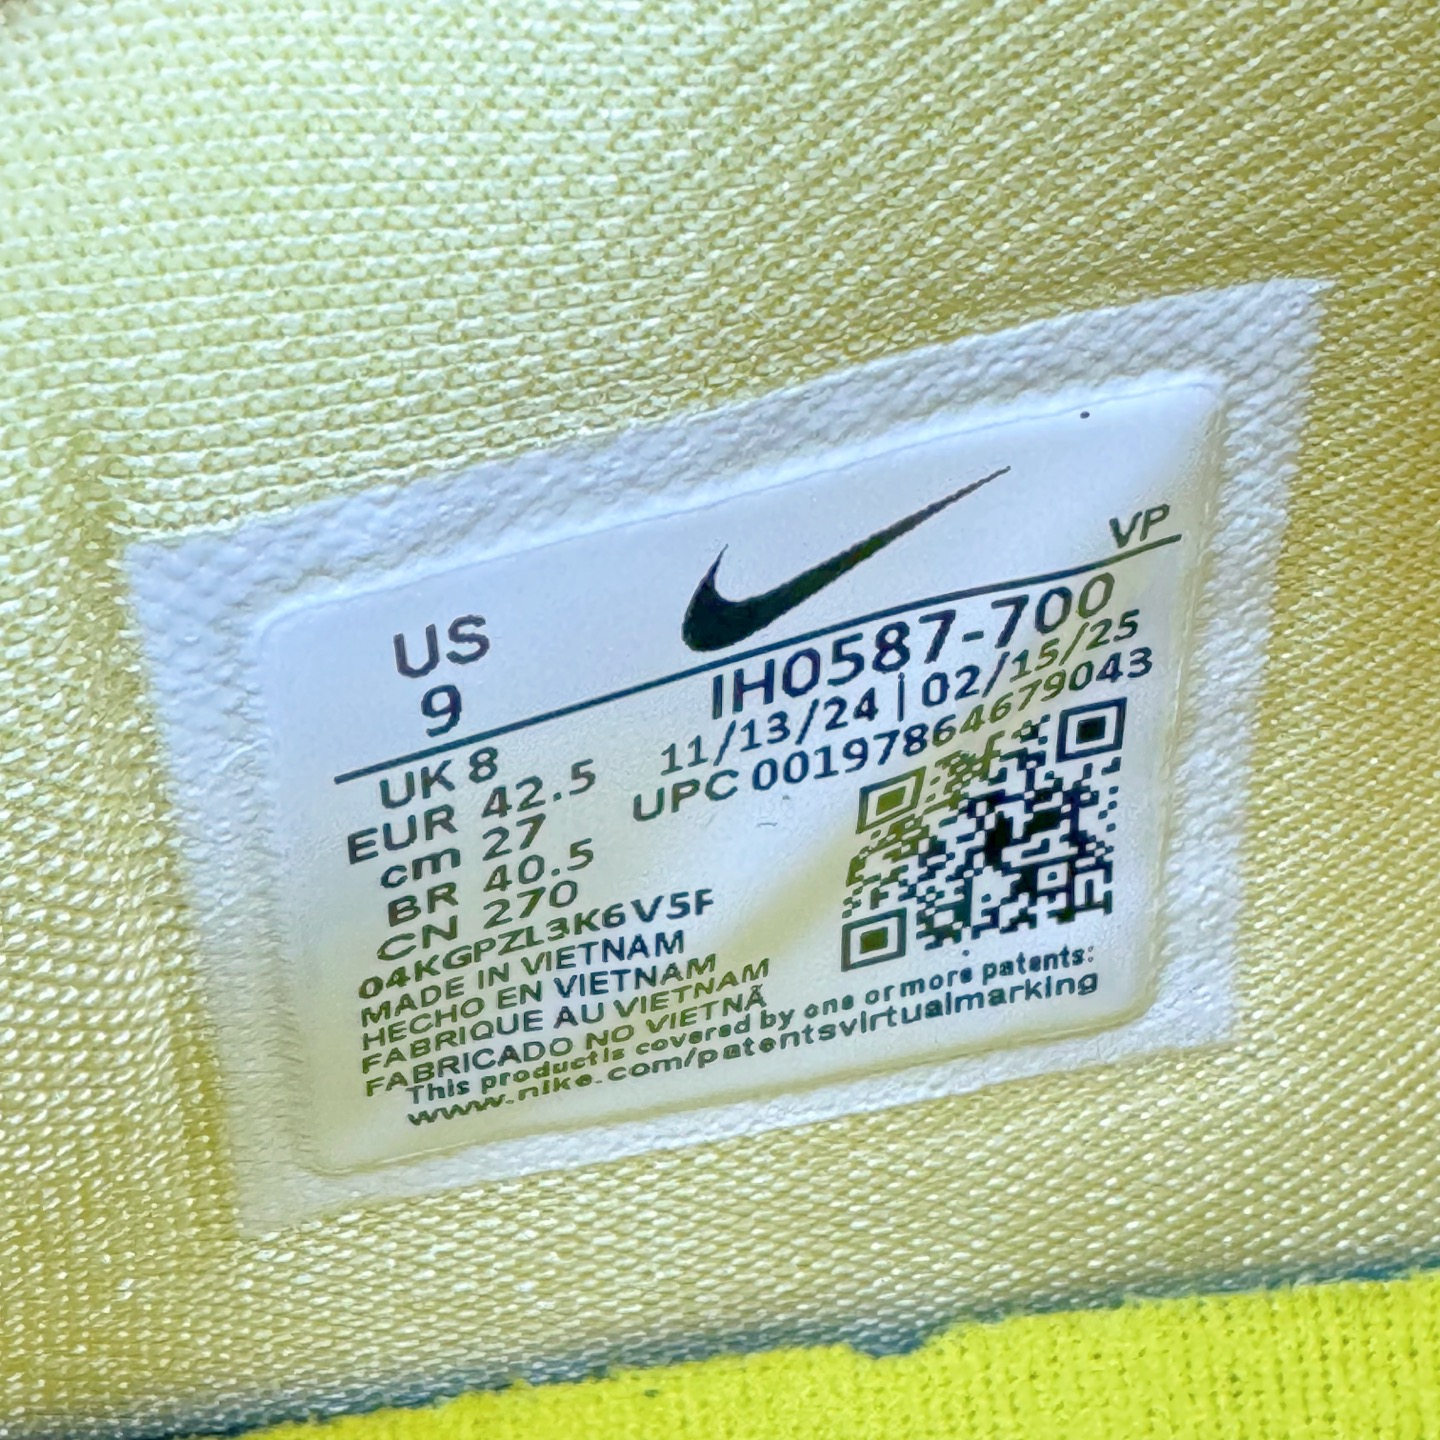 VP
US
9
IH0587-700
11/13/24 | 02/15/25
UPC 00197864679043
UK 8
EUR 42.5
cm 27
BR 40.5
CN 270
04KGPZL3K6V5F
MADE IN VIETNAM
HECHO EN VIETNAM
FABRIQUE AU VIETNAM
FABRICADO NO VIETNÃ
This product is covered by one or more patents:
www.nike.com/patentsvirtualmarking